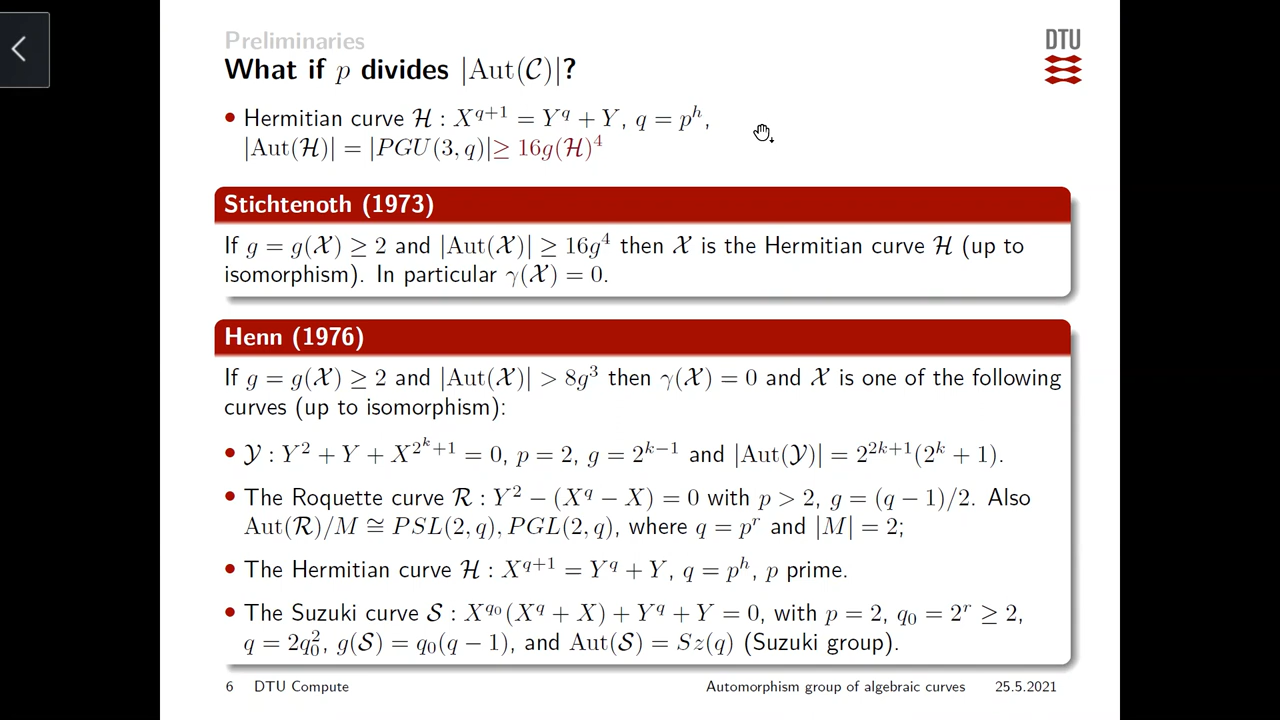 Preliminaries
DTU
What if p divides |Aut(𝒞)|?
• Hermitian curve ℋ : X^{q+1} = Y^q + Y, q = p^h,
|Aut(ℋ)| = |PGU(3, q)| ≥ 16g(ℋ)^4
Stichtenoth (1973)
If g = g(𝒳) ≥ 2 and |Aut(𝒳)| ≥ 16g^4 then 𝒳 is the Hermitian curve ℋ (up to
isomorphism). In particular γ(𝒳) = 0.
Henn (1976)
If g = g(𝒳) ≥ 2 and |Aut(𝒳)| > 8g^3 then γ(𝒳) = 0 and 𝒳 is one of the following
curves (up to isomorphism):
• 𝒴 : Y^2 + Y + X^{2^k+1} = 0, p = 2, g = 2^{k−1} and |Aut(𝒴)| = 2^{2k+1}(2^k + 1).
• The Roquette curve ℛ : Y^2 − (X^q − X) = 0 with p > 2, g = (q − 1)/2. Also
Aut(ℛ)/M ≅ PSL(2, q), PGL(2, q), where q = p^r and |M| = 2;
• The Hermitian curve ℋ : X^{q+1} = Y^q + Y, q = p^h, p prime.
• The Suzuki curve 𝒮 : X^{q_0}(X^q + X) + Y^q + Y = 0, with p = 2, q_0 = 2^r ≥ 2,
q = 2q_0^2, g(𝒮) = q_0(q − 1), and Aut(𝒮) = Sz(q) (Suzuki group).
6 DTU Compute Automorphism group of algebraic curves 25.5.2021